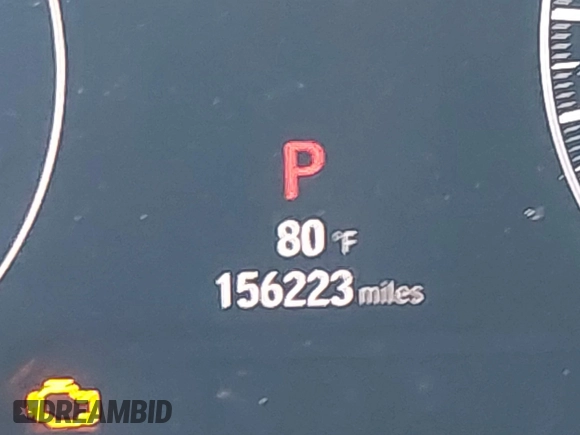 P
80 °F
156223 miles
DREAMBID